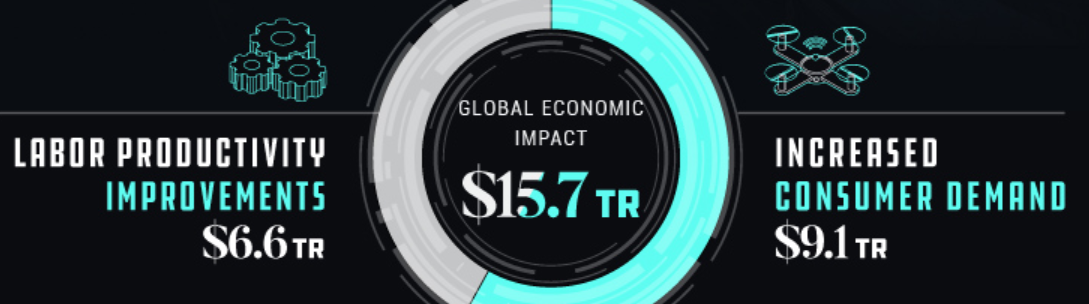 LABOR PRODUCTIVITY
IMPROVEMENTS
$6.6 TR
GLOBAL ECONOMIC
IMPACT
$15.7 TR
INCREASED
CONSUMER DEMAND
$9.1 TR